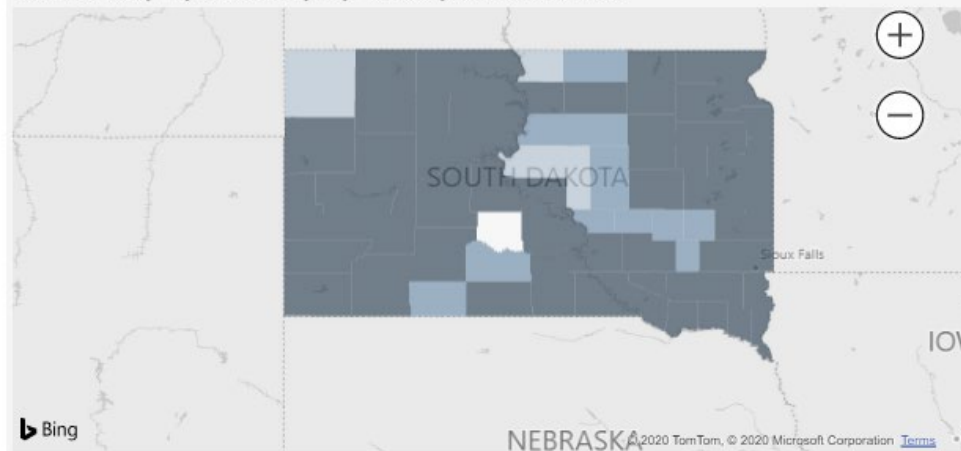 SOUTH DAKOTA
Sioux Falls
IOW
Bing
NEBRASKA
©2020 TomTom, © 2020 Microsoft Corporation Terms